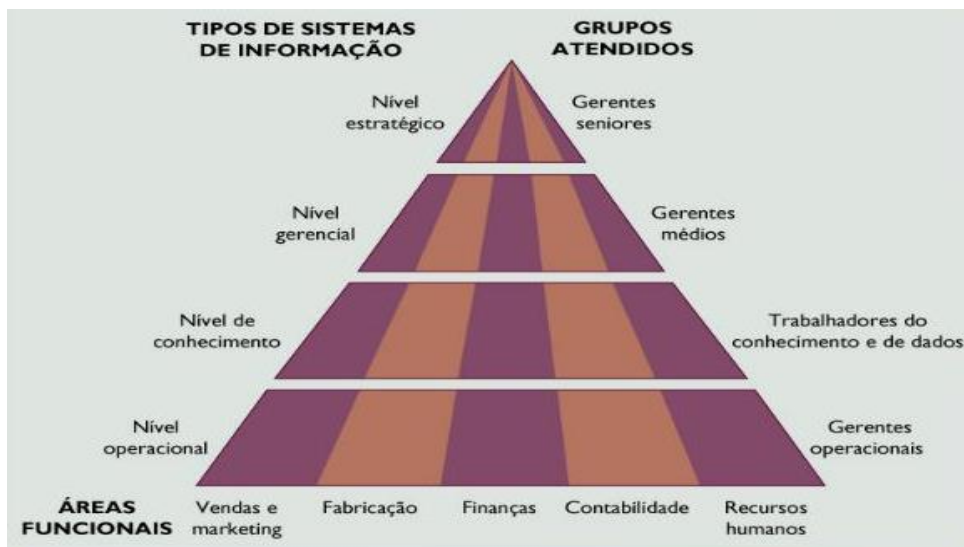 TIPOS DE SISTEMAS
DE INFORMAÇÃO
GRUPOS
ATENDIDOS
Nível
estratégico
Gerentes
seniores
Nível
gerencial
Gerentes
médios
Nível de
conhecimento
Trabalhadores do
conhecimento e de dados
Nível
operacional
Gerentes
operacionais
ÁREAS
FUNCIONAIS
Vendas e
marketing
Fabricação
Finanças
Contabilidade
Recursos
humanos